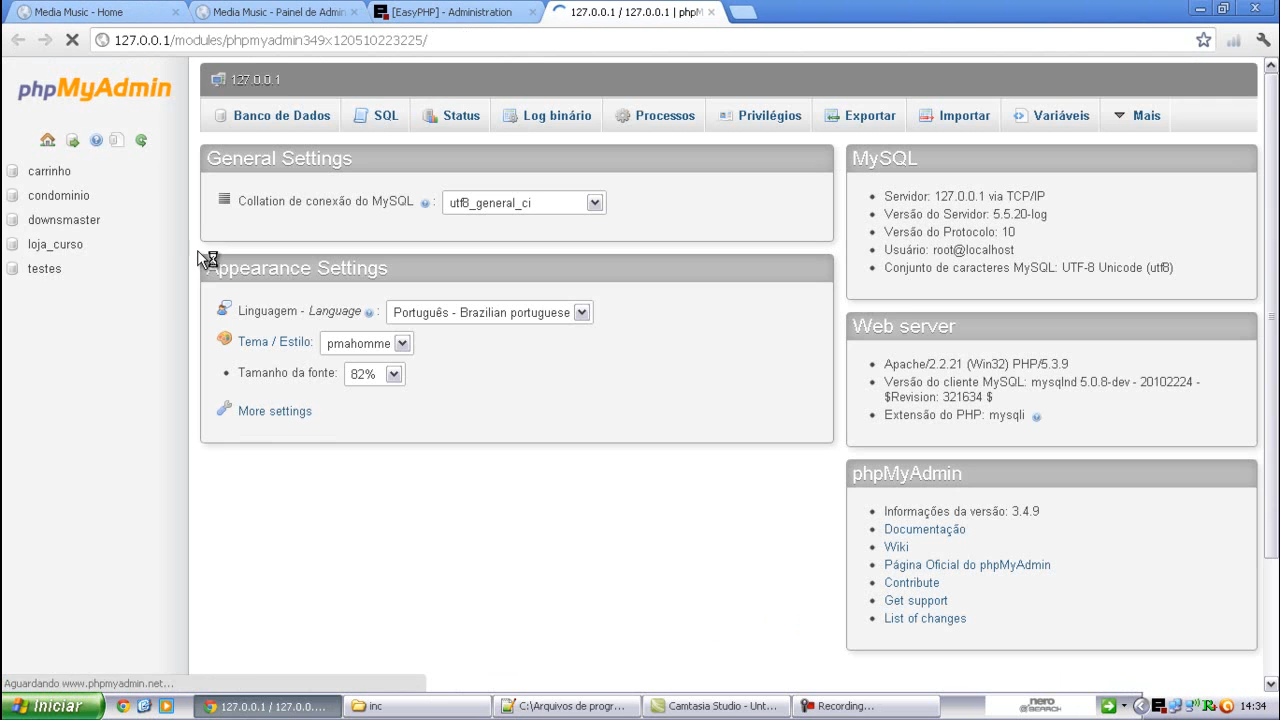 Media Music - Home
Media Music - Painel de Admin
[EasyPHP] - Administration
127.0.0.1 / 127.0.0.1 | phpM
127.0.0.1/modules/phpmyadmin349x120510223225/
phpMyAdmin
carrinho
condominio
downsmaster
loja_curso
testes
127.0.0.1
Banco de Dados
SQL
Status
Log binário
Processos
Privilégios
Exportar
Importar
Variáveis
Mais
General Settings
Collation de conexão do MySQL : utf8_general_ci
Appearance Settings
Linguagem - Language : Português - Brazilian portuguese
Tema / Estilo: pmahomme
Tamanho da fonte: 82%
More settings
MySQL
Servidor: 127.0.0.1 via TCP/IP
Versão do Servidor: 5.5.20-log
Versão do Protocolo: 10
Usuário: root@localhost
Conjunto de caracteres MySQL: UTF-8 Unicode (utf8)
Web server
Apache/2.2.21 (Win32) PHP/5.3.9
Versão do cliente MySQL: mysqlnd 5.0.8-dev - 20102224 -
$Revision: 321634 $
Extensão do PHP: mysqli
phpMyAdmin
Informações da versão: 3.4.9
Documentação
Wiki
Página Oficial do phpMyAdmin
Contribute
Get support
List of changes
Aguardando www.phpmyadmin.net...
Iniciar
127.0.0.1 / 127.0.0....
inc
C:\Arquivos de progr...
Camtasia Studio - Unt...
Recording...
nero
SEARCH
14:34